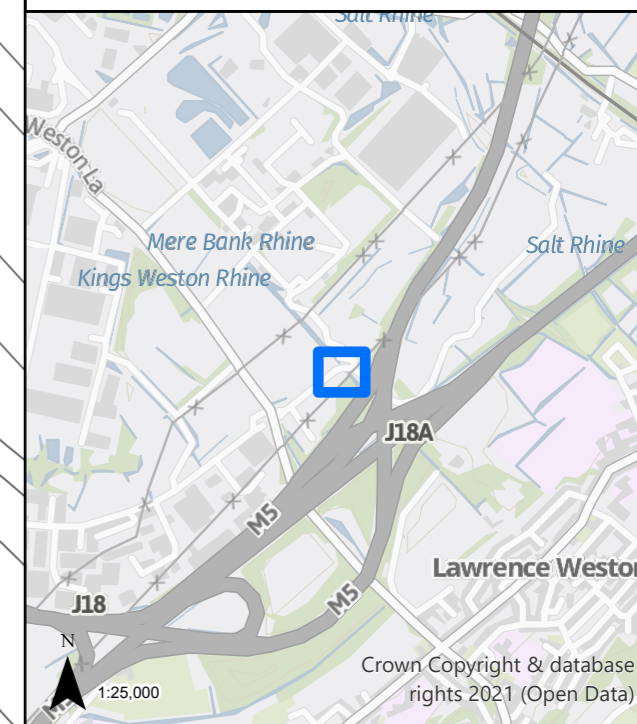 Salt Rhine
Weston La
Mere Bank Rhine
Salt Rhine
Kings Weston Rhine
J18A
M5
Lawrence Weston
M5
J18
N
1:25,000
Crown Copyright & database
rights 2021 (Open Data)